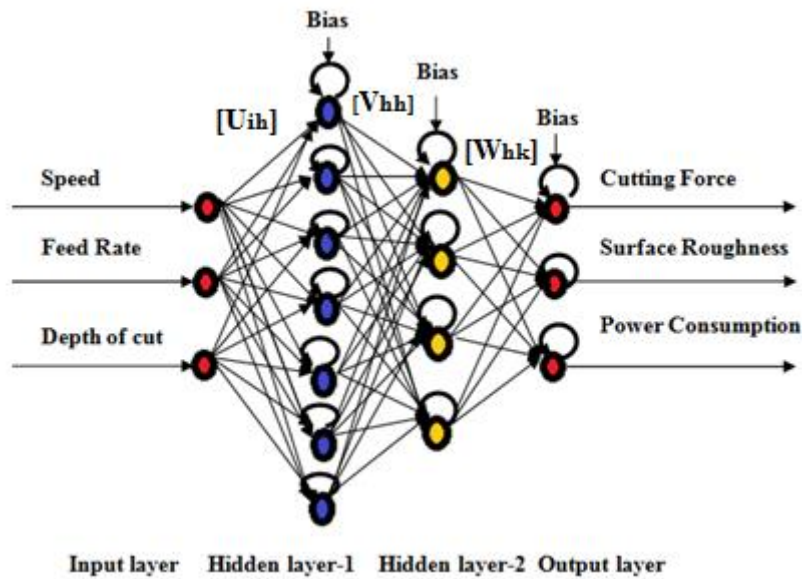 Bias
Bias
[Uih]
[Vhh]
[Whk]
Bias
Speed
Cutting Force
Feed Rate
Surface Roughness
Depth of cut
Power Consumption
Input layer Hidden layer-1 Hidden layer-2 Output layer